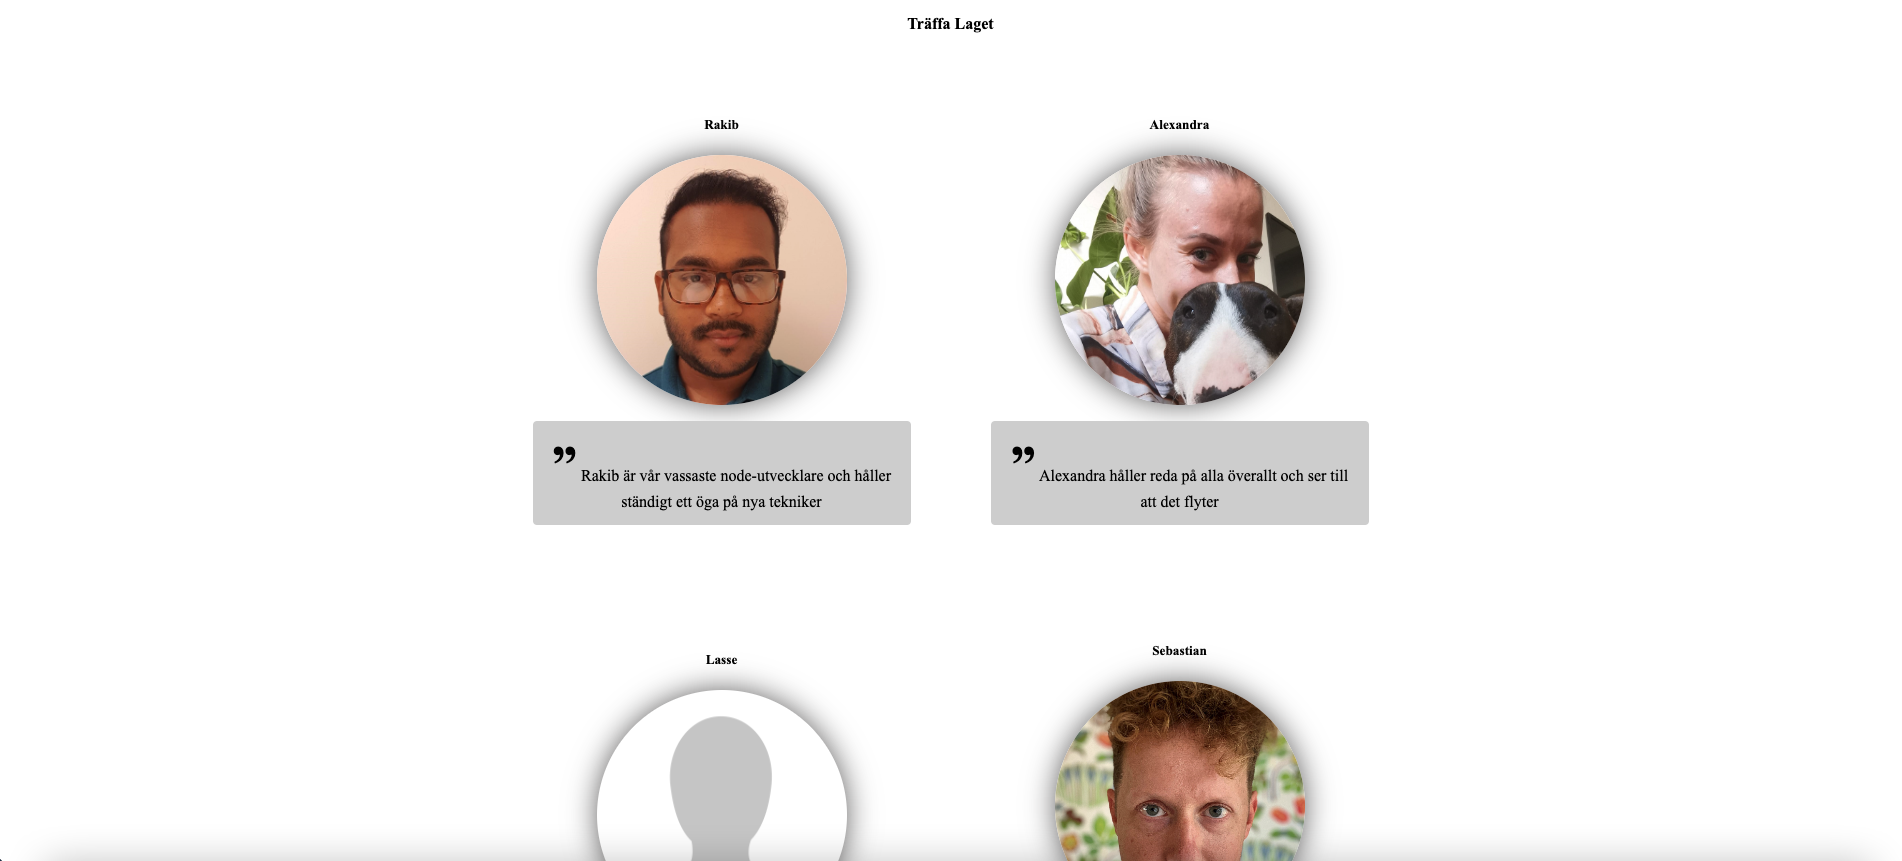 Träffa Laget
Rakib
Alexandra
”
Rakib är vår vassaste node-utvecklare och håller
ständigt ett öga på nya tekniker
”
Alexandra håller reda på alla överallt och ser till
att det flyter
Lasse
Sebastian